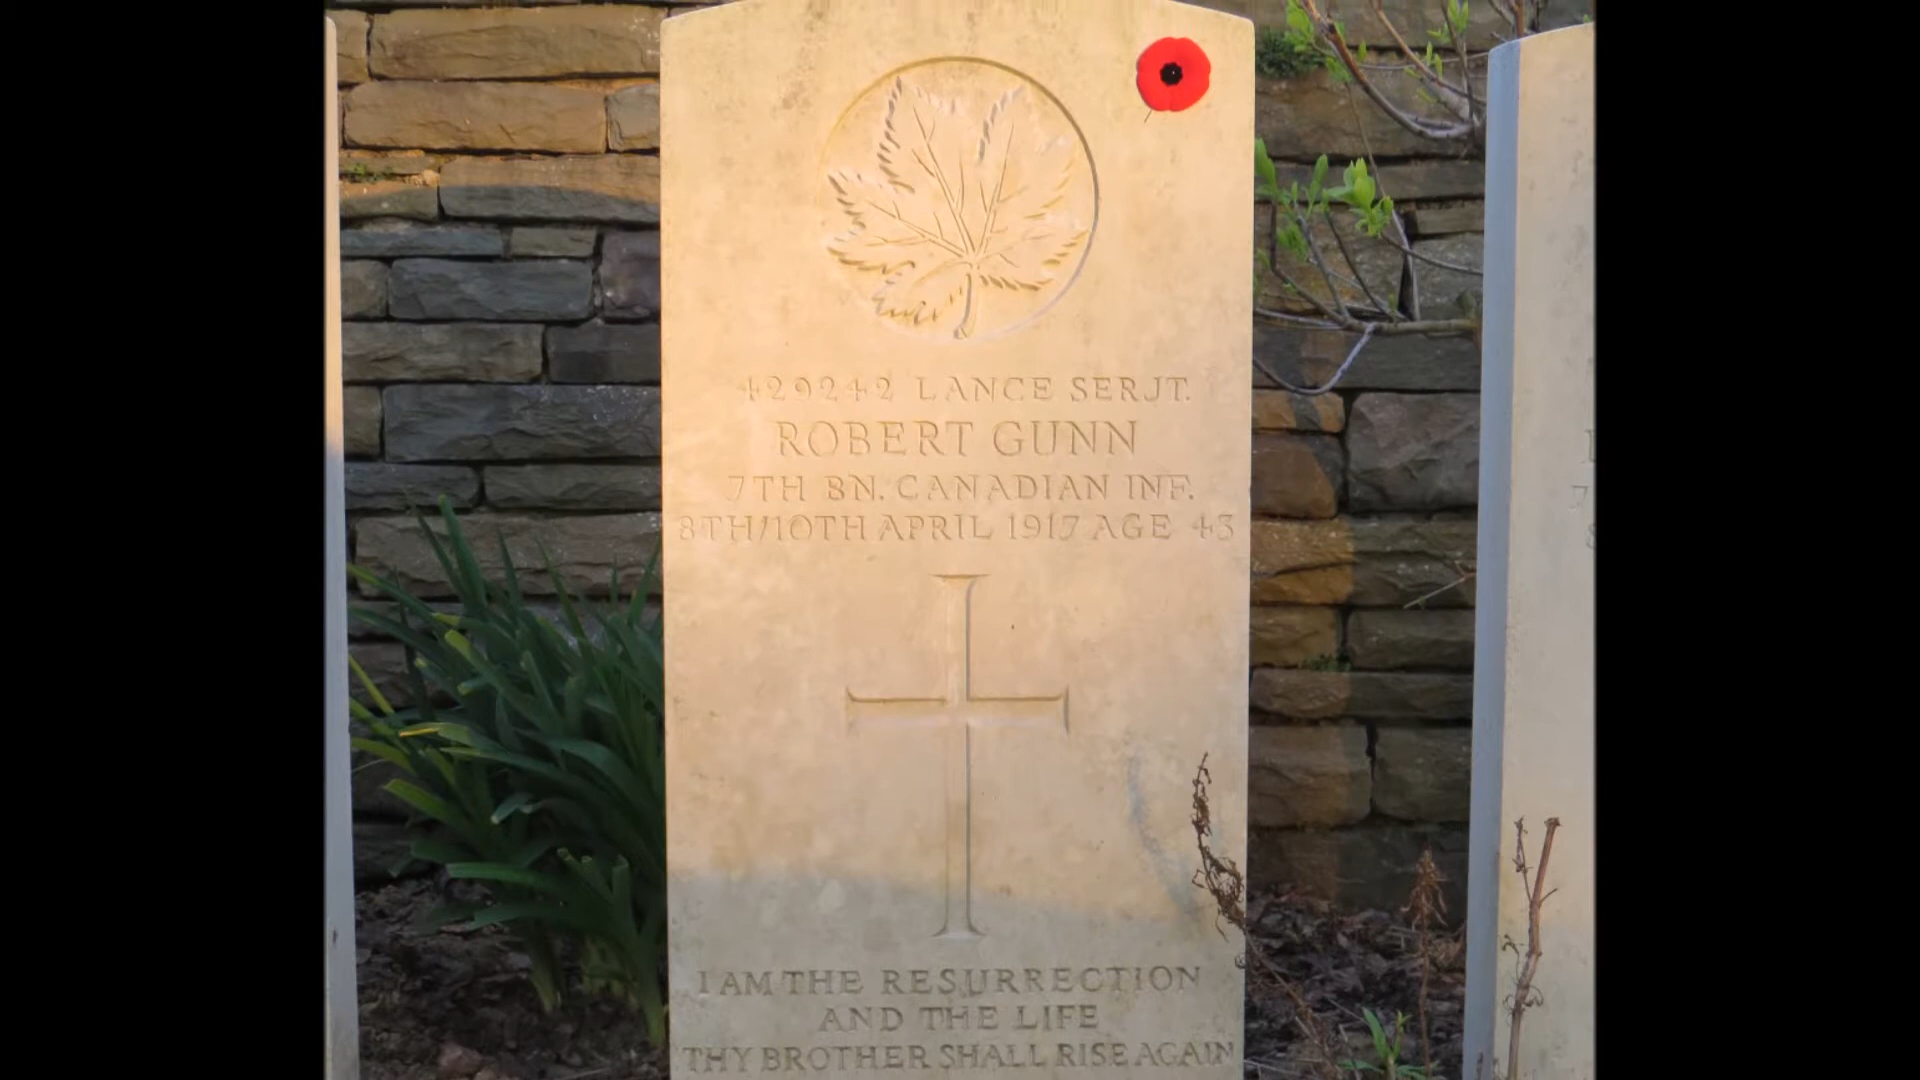 429242 LANCE SERJT.
ROBERT GUNN
7TH BN. CANADIAN INF.
8TH/10TH APRIL 1917 AGE 43
I AM THE RESURRECTION
AND THE LIFE
THY BROTHER SHALL RISE AGAIN